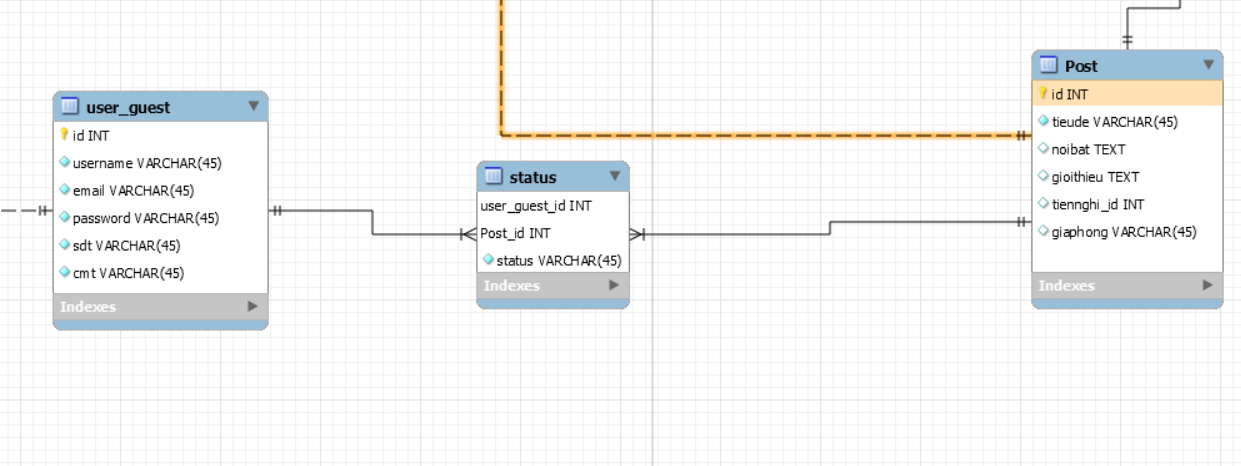 user_guest
id INT
username VARCHAR(45)
email VARCHAR(45)
password VARCHAR(45)
sdt VARCHAR(45)
cmt VARCHAR(45)
Indexes
status
user_guest_id INT
Post_id INT
status VARCHAR(45)
Indexes
Post
id INT
tieude VARCHAR(45)
noibat TEXT
gioithieu TEXT
tiennghi_id INT
giaphong VARCHAR(45)
Indexes